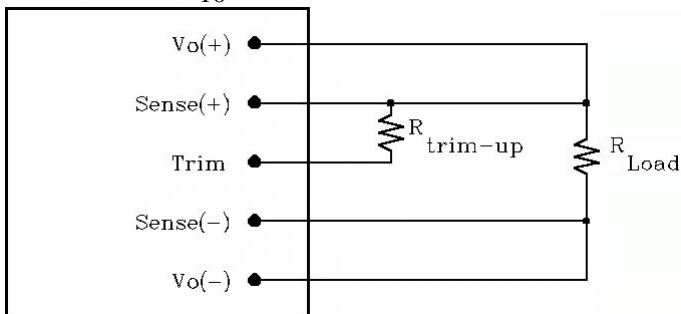 Vo(+)
Sense(+)
R
trim-up
R
Load
Trim
Sense(-)
Vo(-)